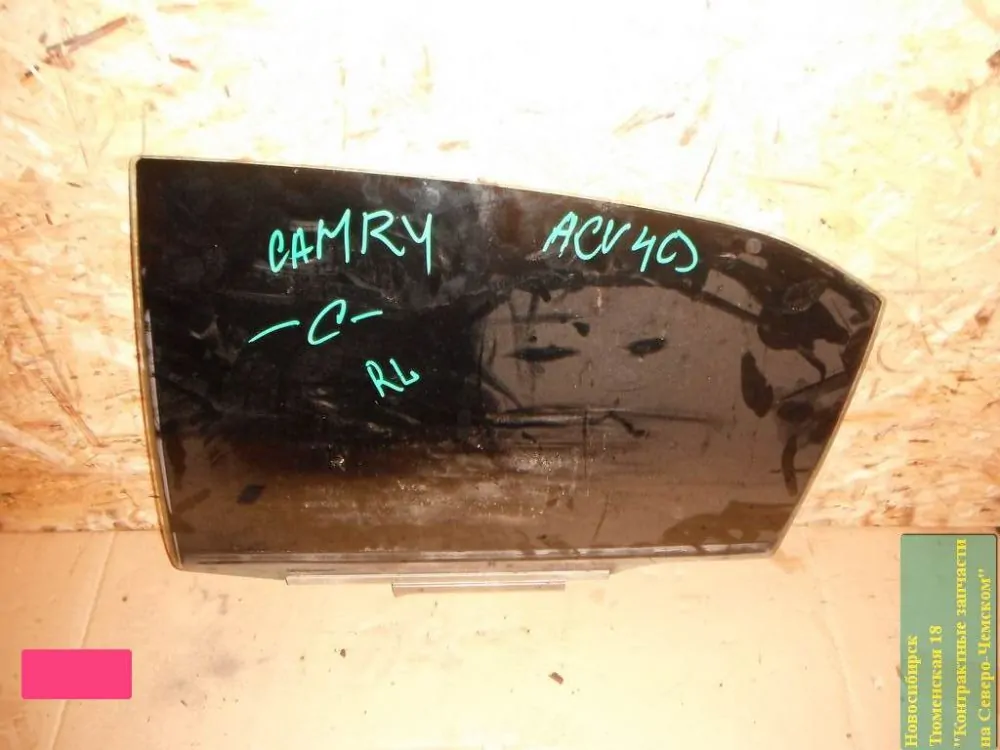 CAMRY ACV40
-C-
RL
Новосибирск
Тюменская 18
"Контрактные запчасти
на Северо-Чемском"